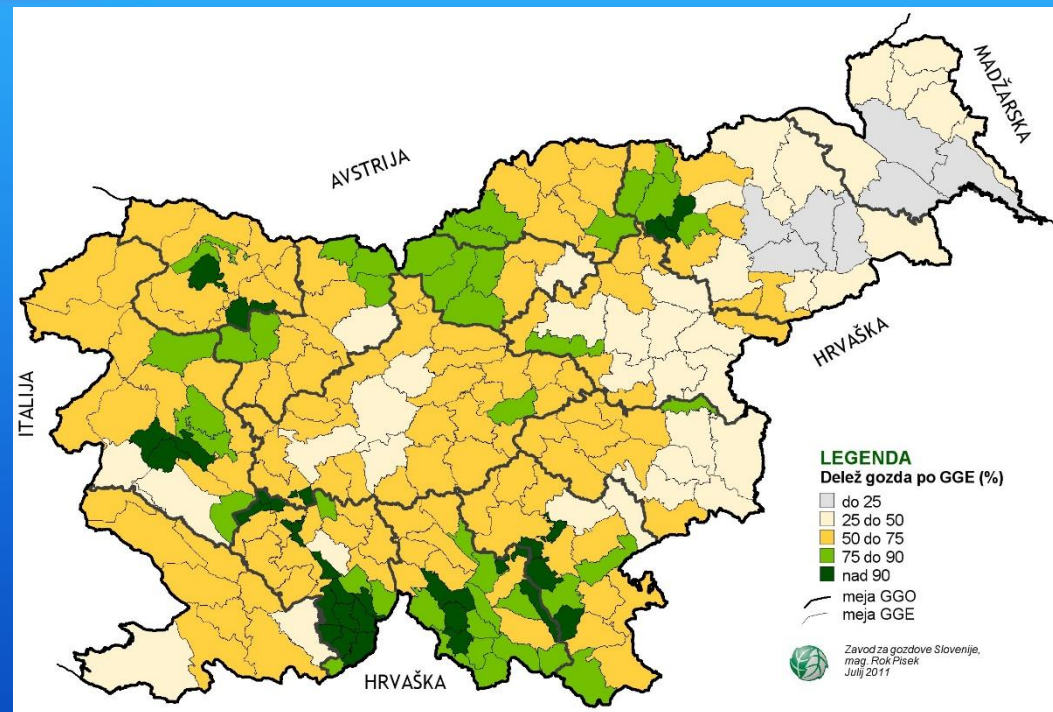 MADŽARSKA
AVSTRIJA
ITALIJA
HRVAŠKA
HRVAŠKA
LEGENDA
Delež gozda po GGE (%)
do 25
25 do 50
50 do 75
75 do 90
nad 90
meja GGO
meja GGE
Zavod za gozdove Slovenije,
mag. Rok Pisek
Julij 2011